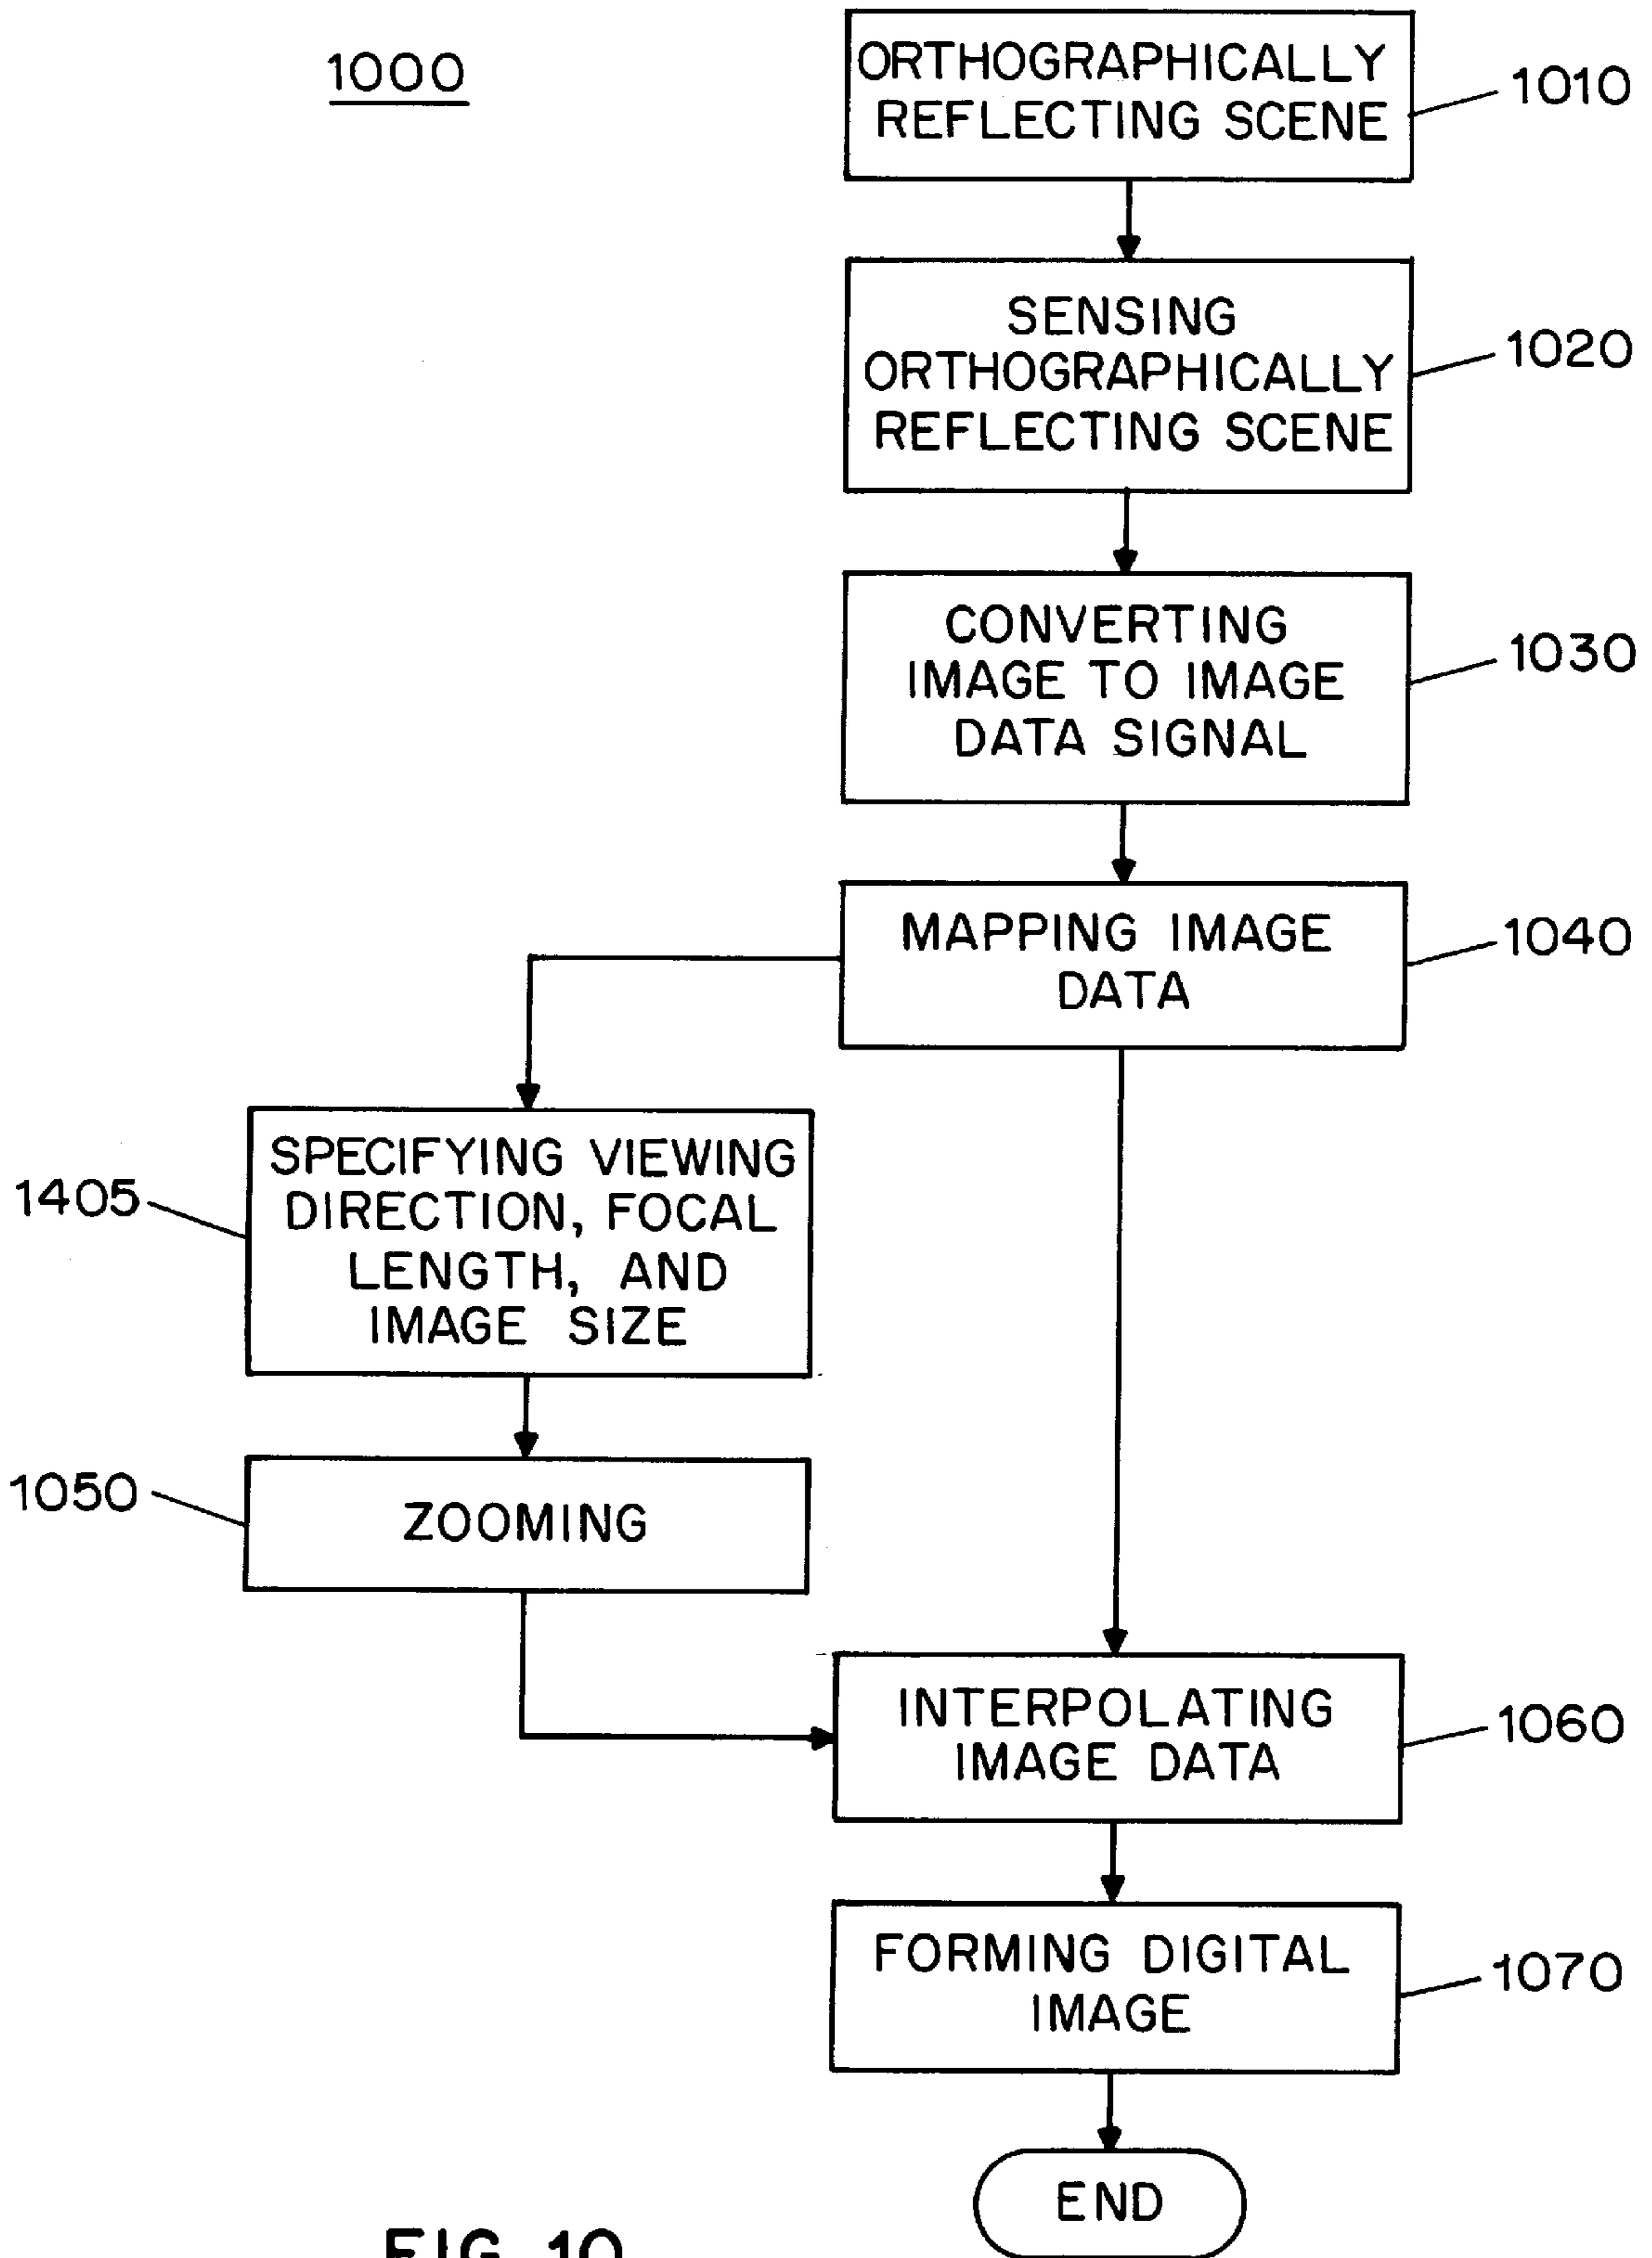 1000
ORTHOGRAPHICALLY
REFLECTING SCENE
1010
SENSING
ORTHOGRAPHICALLY
REFLECTING SCENE
1020
CONVERTING
IMAGE TO IMAGE
DATA SIGNAL
1030
MAPPING IMAGE
DATA
1040
SPECIFYING VIEWING
DIRECTION, FOCAL
LENGTH, AND
IMAGE SIZE
1405
ZOOMING
1050
INTERPOLATING
IMAGE DATA
1060
FORMING DIGITAL
IMAGE
1070
END
FIG. 10